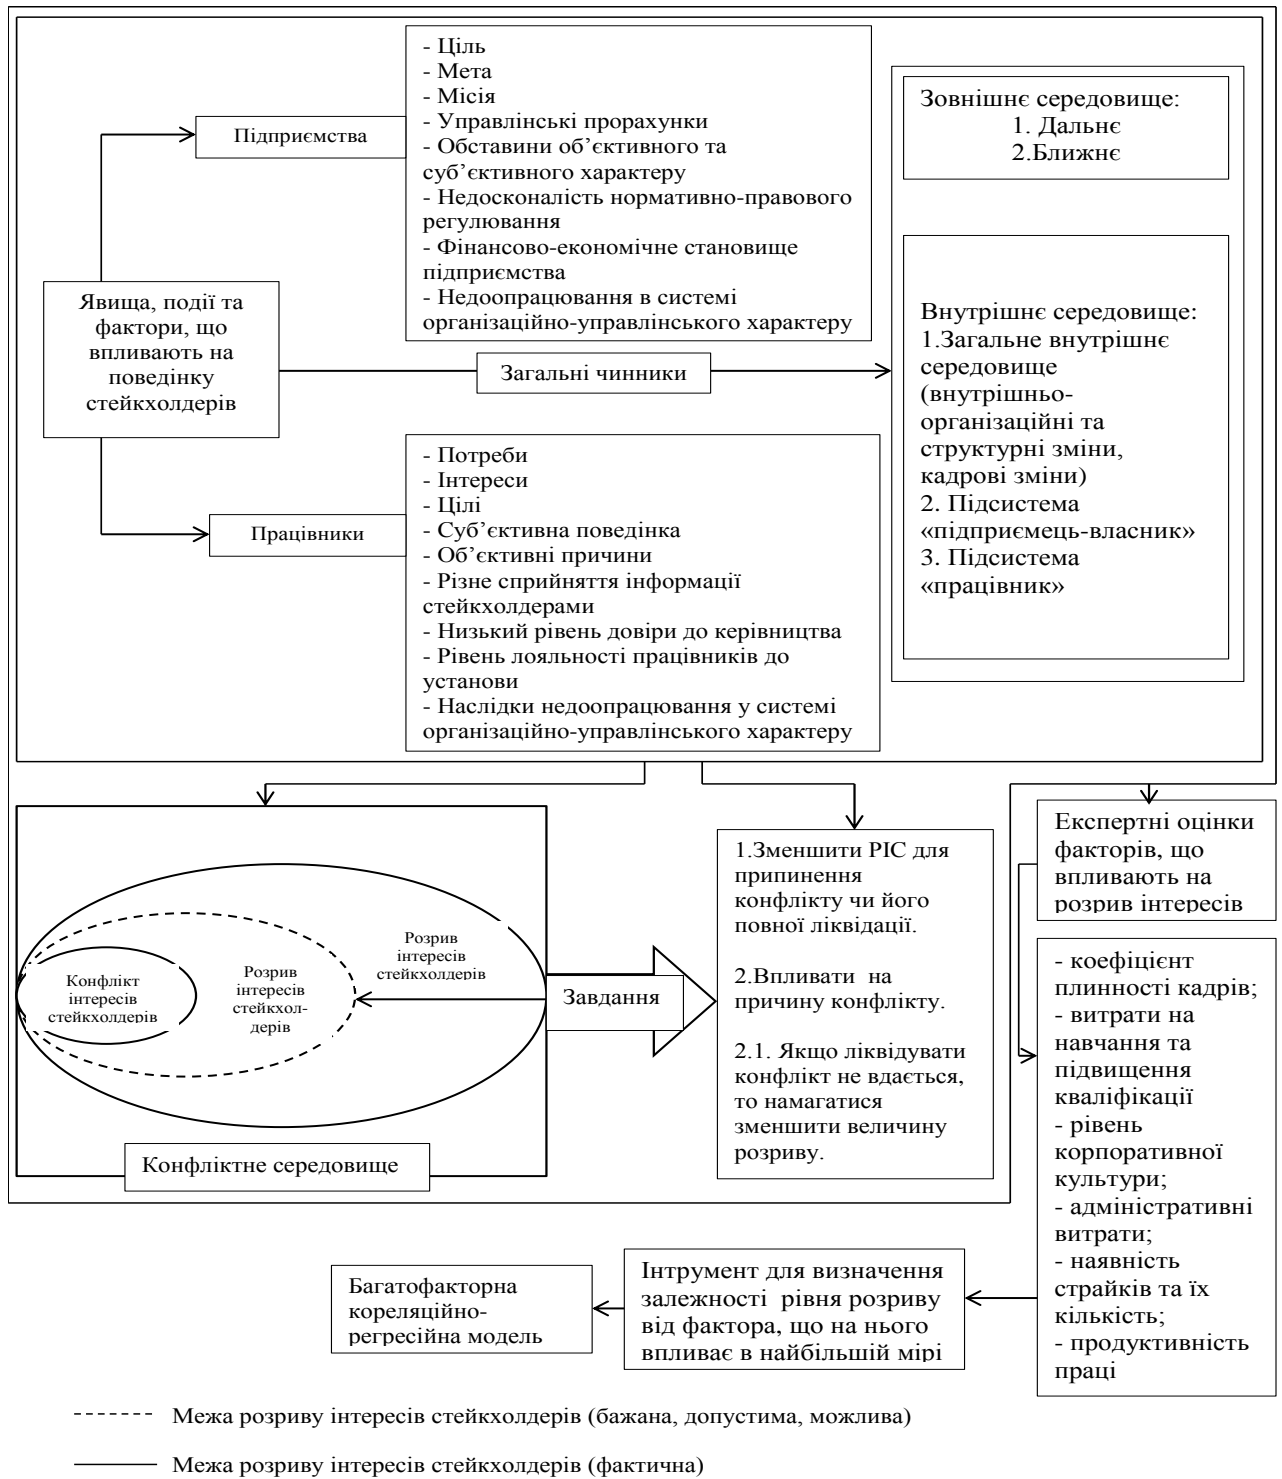 - Ціль
- Мета
- Місія
- Управлінські прорахунки
- Обставини об’єктивного та
суб’єктивного характеру
- Недосконалість нормативно-правового
регулювання
- Фінансово-економічне становище
підприємства
- Недоопрацювання в системі
організаційно-управлінського характеру
Підприємства
Зовнішнє середовище:
1. Дальнє
2.Ближнє
Явища, події та
фактори, що
впливають на
поведінку
стейкхолдерів
Загальні чинники
Внутрішнє середовище:
1.Загальне внутрішнє
середовище
(внутрішньо-
організаційні та
структурні зміни,
кадрові зміни)
2. Підсистема
«підприємець-власник»
3. Підсистема
«працівник»
Працівники
- Потреби
- Інтереси
- Цілі
- Суб’єктивна поведінка
- Об’єктивні причини
- Різне сприйняття інформації
стейкхолдерами
- Низький рівень довіри до керівництва
- Рівень лояльності працівників до
установи
- Наслідки недоопрацювання у системі
організаційно-управлінського характеру
Конфлікт
інтересів
стейкхолдерів
Розрив
інтересів
стейкхол-
дерів
Розрив
інтересів
стейкхолдерів
Конфліктне середовище
Завдання
1.Зменшити РІС для
припинення
конфлікту чи його
повної ліквідації.
2.Впливати на
причину конфлікту.
2.1. Якщо ліквідувати
конфлікт не вдається,
то намагатися
зменшити величину
розриву.
Експертні оцінки
факторів, що
впливають на
розрив інтересів
- коефіцієнт
плинності кадрів;
- витрати на
навчання та
підвищення
кваліфікації
- рівень
корпоративної
культури;
- адміністративні
витрати;
- наявність
страйків та їх
кількість;
- продуктивність
праці
Інтрумент для визначення
залежності рівня розриву
від фактора, що на нього
впливає в найбільшій мірі
Багатофакторна
кореляційно-
регресійна модель
Межа розриву інтересів стейкхолдерів (бажана, допустима, можлива)
Межа розриву інтересів стейкхолдерів (фактична)